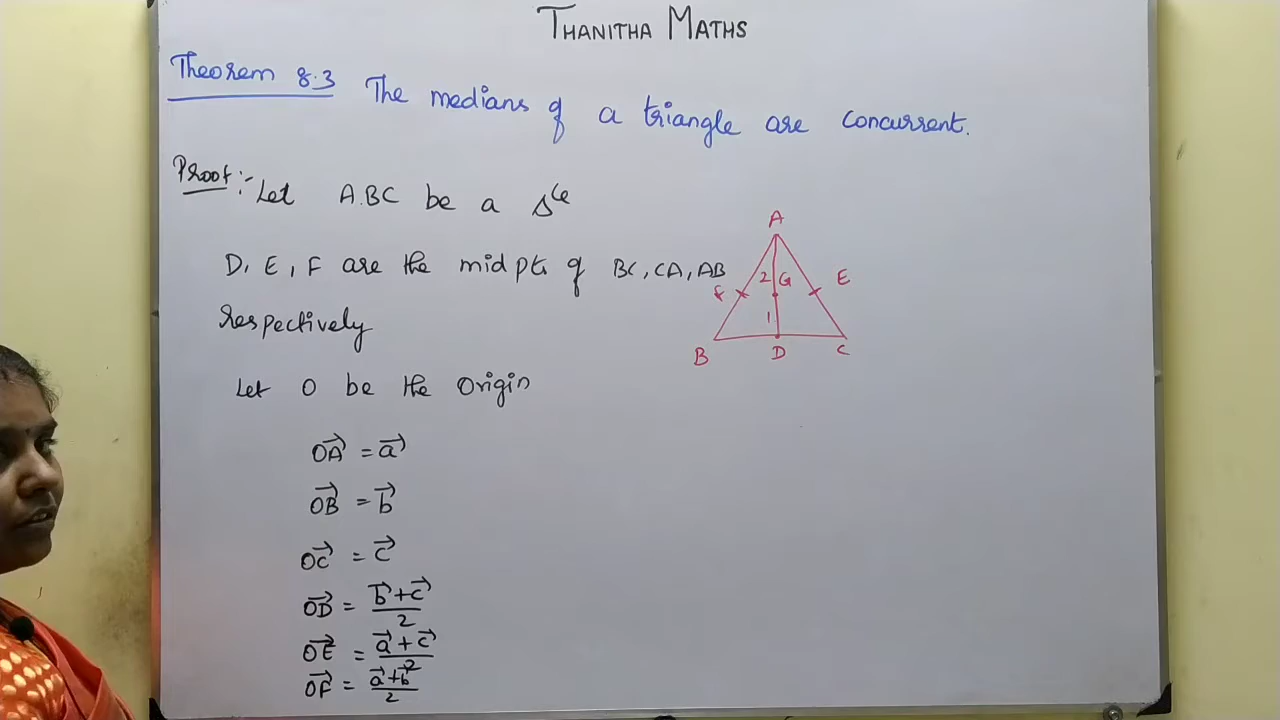 THANITHA MATHS
Theorem 8.3 The medians of a triangle are concurrent.
Proof:- Let ABC be a Δle
D, E, F are the mid pts of BC, CA, AB
respectively
Let O be the Origin
OA⃗ = a⃗
OB⃗ = b⃗
OC⃗ = c⃗
OD⃗ = (b⃗ + c⃗)/2
OE⃗ = (a⃗ + c⃗)/2
OF⃗ = (a⃗ + b⃗)/2
A
2 G
F E
1
B D C